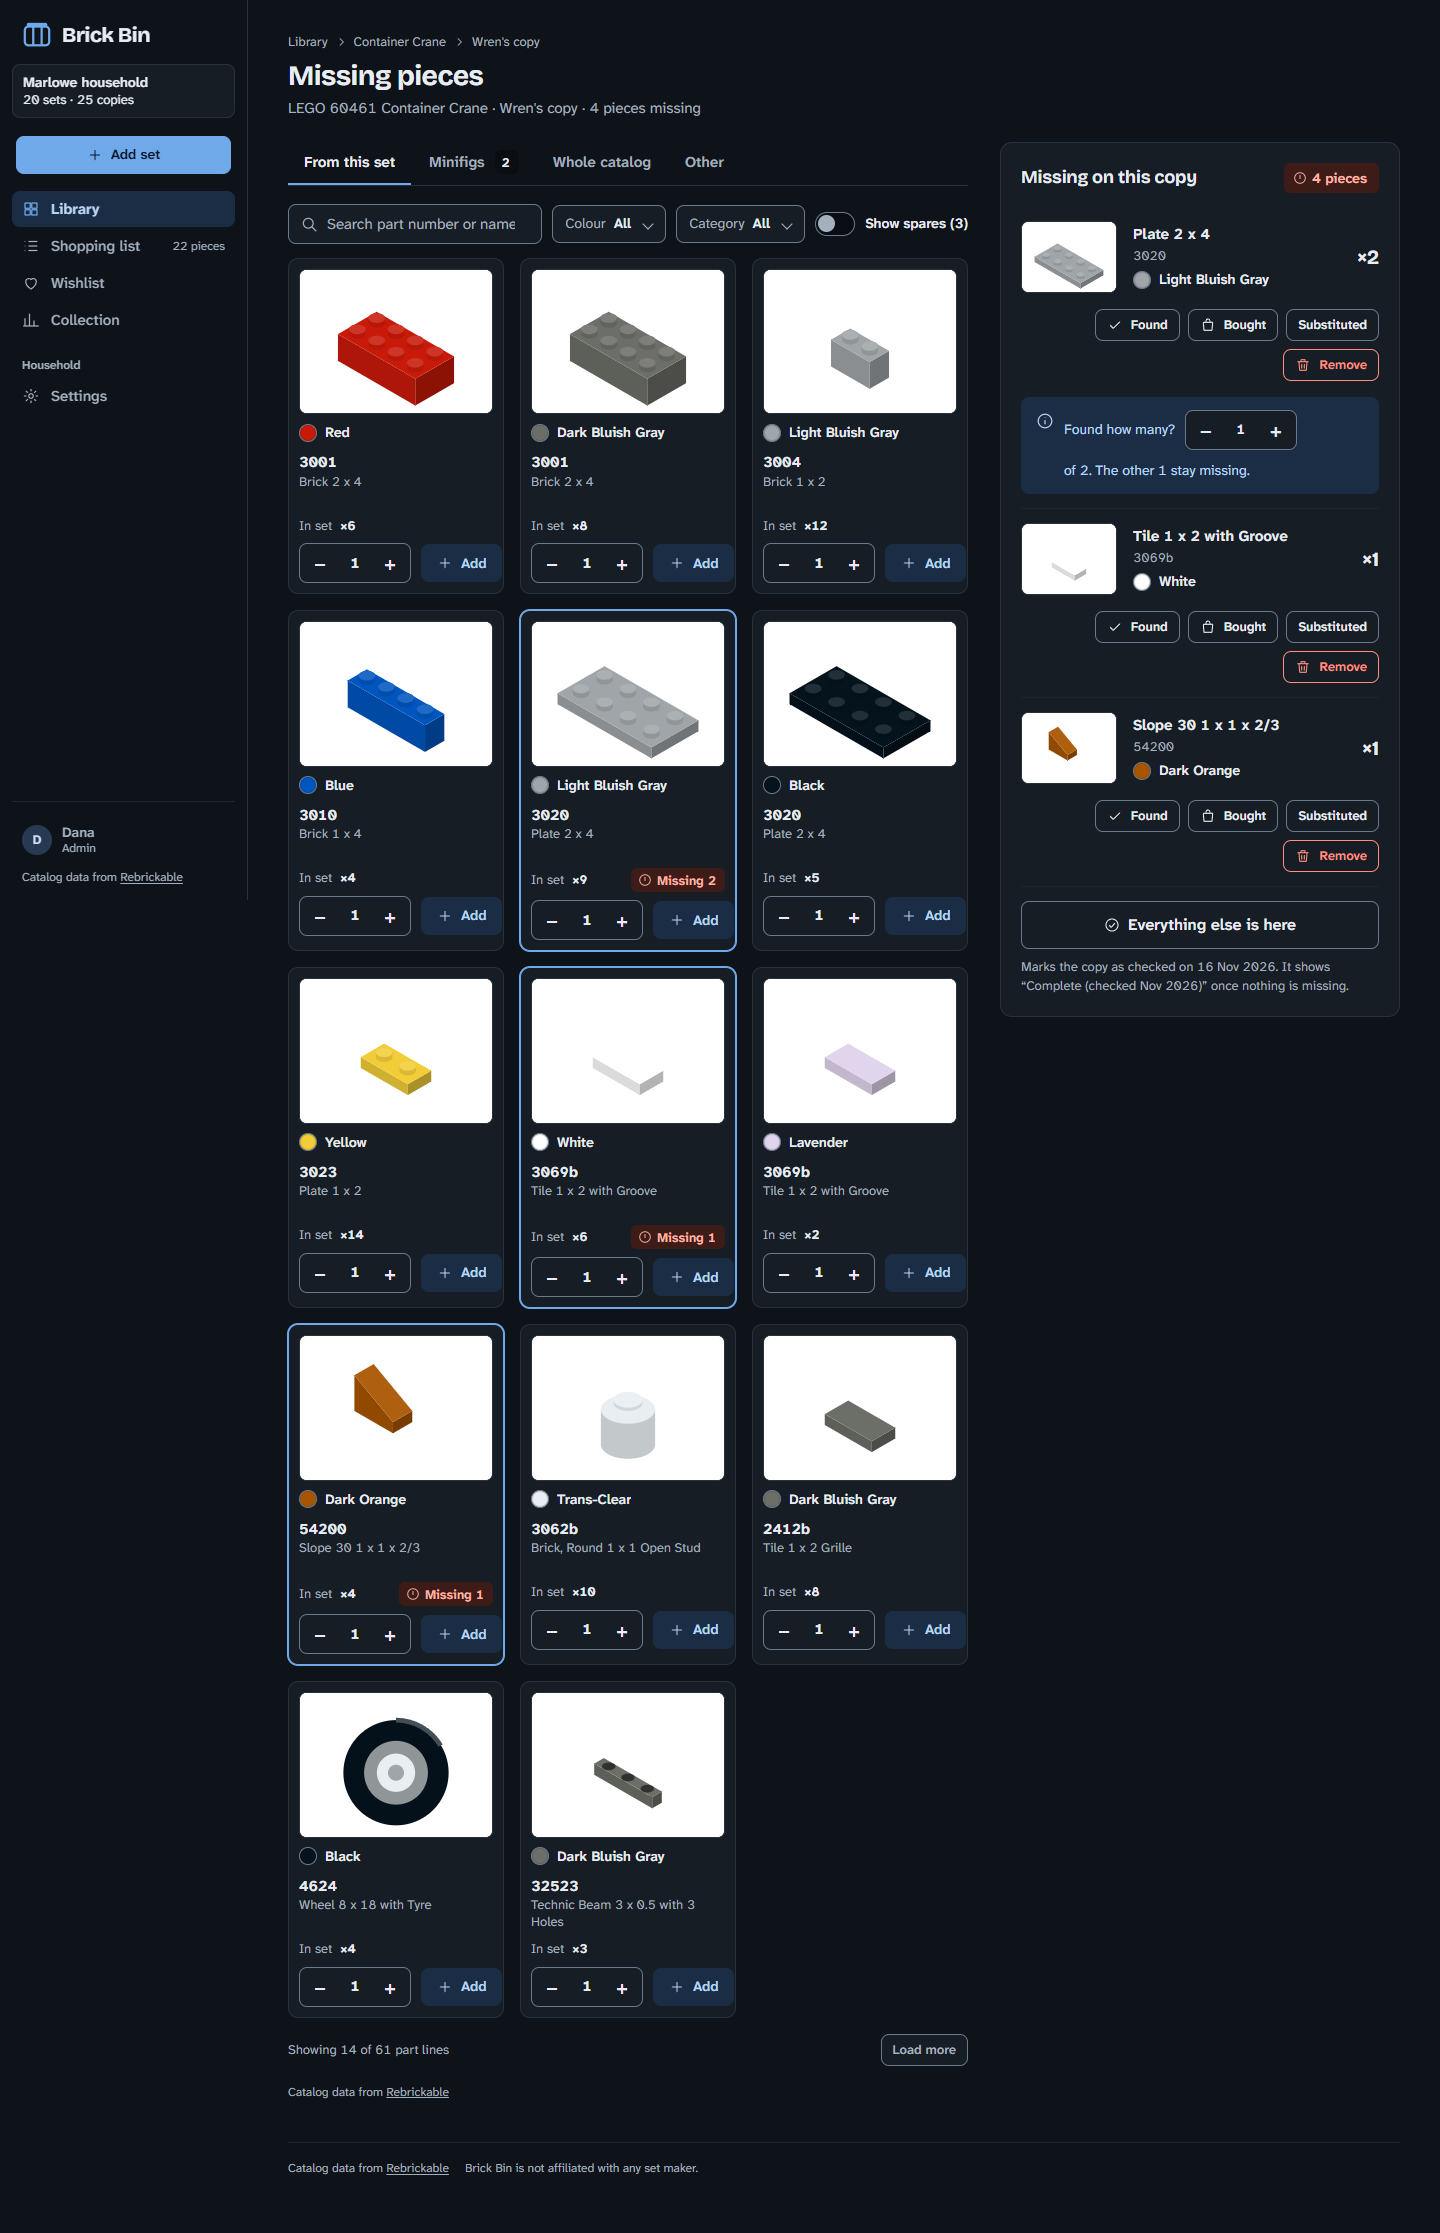 Brick Bin
Marlowe household
20 sets · 25 copies
Add set
Library
Shopping list 22 pieces
Wishlist
Collection
Household
Settings
D
Dana
Admin
Catalog data from Rebrickable
Library > Container Crane > Wren's copy
Missing pieces
LEGO 60461 Container Crane · Wren's copy · 4 pieces missing
From this set Minifigs 2 Whole catalog Other
Search part number or name Colour All Category All Show spares (3)
Red
3001
Brick 2 x 4
In set ×6
− 1 + + Add
Dark Bluish Gray
3001
Brick 2 x 4
In set ×8
− 1 + + Add
Light Bluish Gray
3004
Brick 1 x 2
In set ×12
− 1 + + Add
Blue
3010
Brick 1 x 4
In set ×4
− 1 + + Add
Light Bluish Gray
3020
Plate 2 x 4
In set ×9 Missing 2
− 1 + + Add
Black
3020
Plate 2 x 4
In set ×5
− 1 + + Add
Yellow
3023
Plate 1 x 2
In set ×14
− 1 + + Add
White
3069b
Tile 1 x 2 with Groove
In set ×6 Missing 1
− 1 + + Add
Lavender
3069b
Tile 1 x 2 with Groove
In set ×2
− 1 + + Add
Dark Orange
54200
Slope 30 1 x 1 x 2/3
In set ×4 Missing 1
− 1 + + Add
Trans-Clear
3062b
Brick, Round 1 x 1 Open Stud
In set ×10
− 1 + + Add
Dark Bluish Gray
2412b
Tile 1 x 2 Grille
In set ×8
− 1 + + Add
Black
4624
Wheel 8 x 18 with Tyre
In set ×4
− 1 + + Add
Dark Bluish Gray
32523
Technic Beam 3 x 0.5 with 3
Holes
In set ×3
− 1 + + Add
Showing 14 of 61 part lines
Load more
Catalog data from Rebrickable
Missing on this copy 4 pieces
Plate 2 x 4
3020
Light Bluish Gray
×2
Found Bought Substituted
Remove
Found how many? − 1 +
of 2. The other 1 stay missing.
Tile 1 x 2 with Groove
3069b
White
×1
Found Bought Substituted
Remove
Slope 30 1 x 1 x 2/3
54200
Dark Orange
×1
Found Bought Substituted
Remove
Everything else is here
Marks the copy as checked on 16 Nov 2026. It shows
“Complete (checked Nov 2026)” once nothing is missing.
Catalog data from Rebrickable Brick Bin is not affiliated with any set maker.